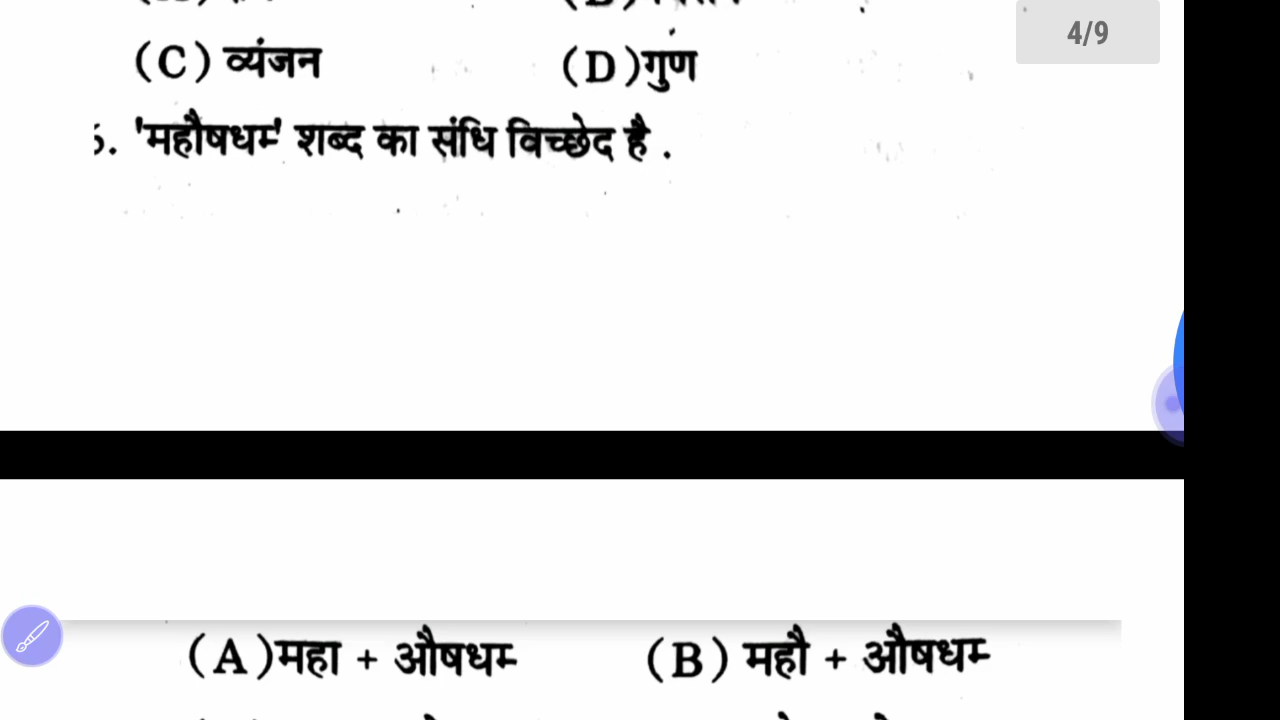 4/9
(C) व्यंजन (D)गुण
'महौषधम्' शब्द का संधि विच्छेद है .
(A)महा + औषधम् (B) महौ + औषधम्